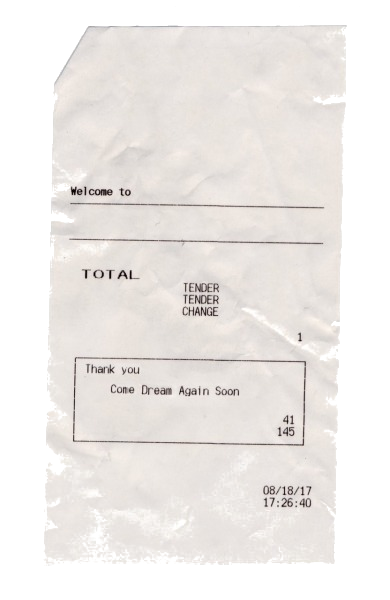 Welcome to
TOTAL
TENDER
TENDER
CHANGE
1
Thank you
Come Dream Again Soon
41
145
08/18/17
17:26:40